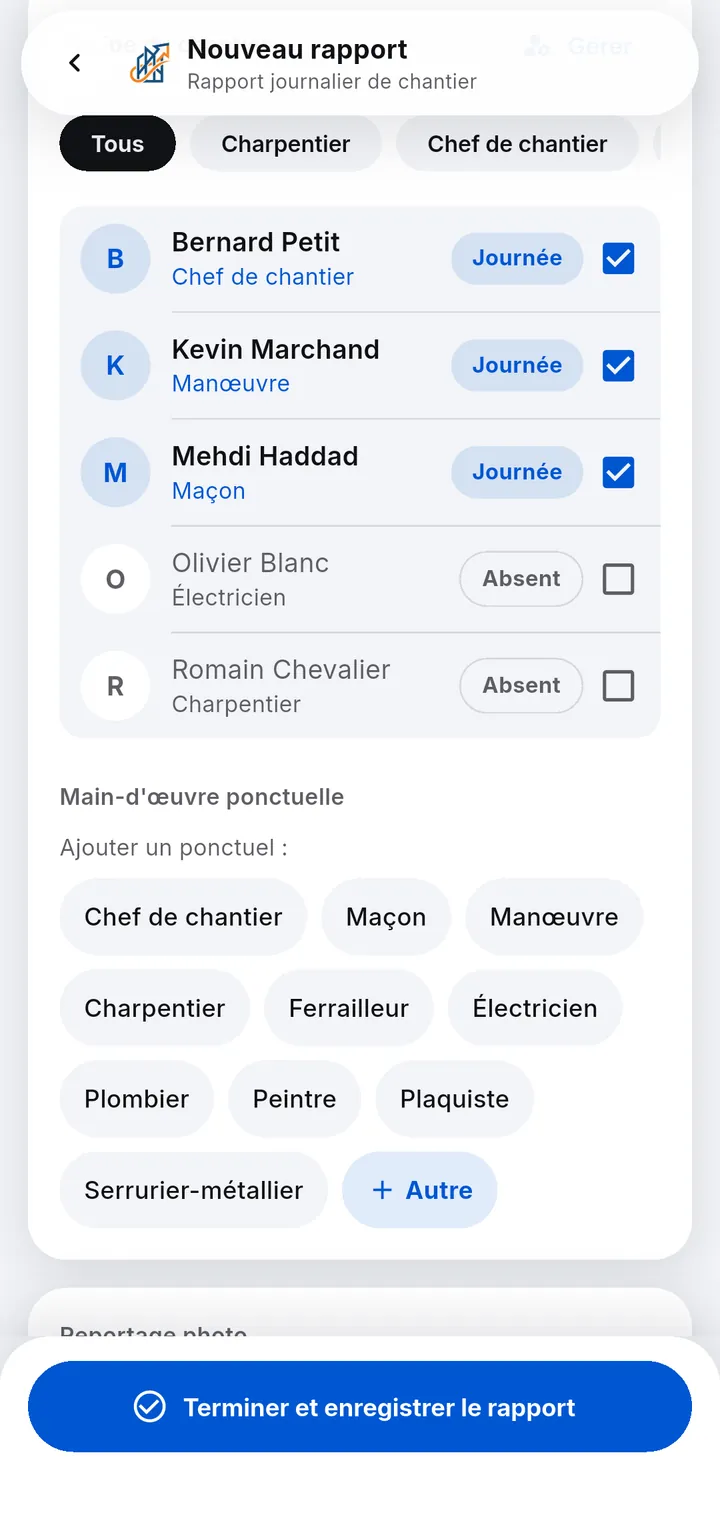 Nouveau rapport
Gérer
Rapport journalier de chantier
Tous
Charpentier
Chef de chantier
B
Bernard Petit
Chef de chantier
Journée
K
Kevin Marchand
Manœuvre
Journée
M
Mehdi Haddad
Maçon
Journée
O
Olivier Blanc
Électricien
Absent
R
Romain Chevalier
Charpentier
Absent
Main-d'œuvre ponctuelle
Ajouter un ponctuel :
Chef de chantier
Maçon
Manœuvre
Charpentier
Ferrailleur
Électricien
Plombier
Peintre
Plaquiste
Serrurier-métallier
+ Autre
Reportage photo
Terminer et enregistrer le rapport